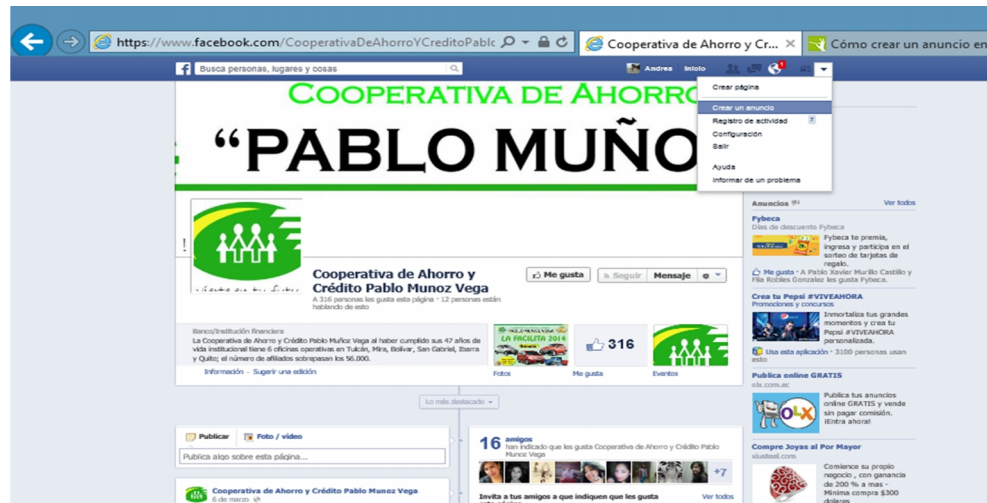 https://www.facebook.com/CooperativaDeAhorroYCreditoPablo
Cooperativa de Ahorro y Cr...
Cómo crear un anuncio en
Busca personas, lugares y cosas
Andrea Inicio
Crear página
Crear un anuncio
Registro de actividad 7
Configuración
Salir
Ayuda
Informar de un problema
COOPERATIVA DE AHORRO
“PABLO MUÑO
Cooperativa de Ahorro y
Crédito Pablo Munoz Vega
A 316 personas les gusta esta página · 12 personas están
hablando de esto
Me gusta
Seguir
Mensaje
Banco/Institución financiera
La Cooperativa de Ahorro y Crédito Pablo Muñoz Vega al haber cumplido sus 47 años de
vida institucional tiene 6 oficinas operativas en Tulcán, Mira, Bolívar, San Gabriel, Ibarra
y Quito; el número de afiliados sobrepasan los 56.000.
Información - Sugerir una edición
LA FACILITA 2014
Fotos
316
Me gusta
Eventos
Lo más destacado
Publicar
Foto / vídeo
Publica algo sobre esta página...
Cooperativa de Ahorro y Crédito Pablo Munoz Vega
6 de marzo
16 amigos
han indicado que les gusta Cooperativa de Ahorro y Crédito Pablo
Munoz Vega
+7
Invita a tus amigos a que indiquen que les gusta
esta página
Ver todos
Anuncios
Ver todos
Fybeca
Días de descuento Fybeca
Fybeca te premia,
ingresa y participa en el
sorteo de tarjetas de
regalo.
Me gusta · A Pablo Xavier Murillo Castillo y
Flia Robles Gonzalez les gusta Fybeca.
Crea tu Pepsi #VIVEAHORA
Promociones y concursos
Inmortaliza tus grandes
momentos y crea tu
Pepsi #VIVEAHORA
personalizada.
Usa esta aplicación · 3100 personas usan
esto
Publica online GRATIS
olx.com.ec
OLX
Publica tus anuncios
online GRATIS y vende
sin pagar comisión.
¡Entra ahora!
Compre Joyas al Por Mayor
Comience su propio
negocio , con ganancia
de 200 % a mas -
Minima compra $300
dolares